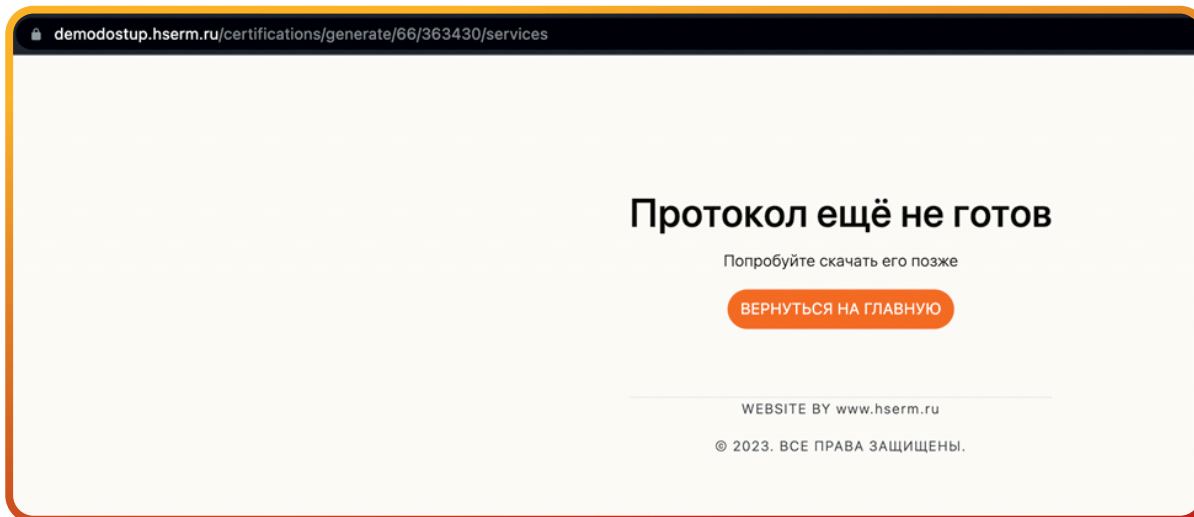 demodostup.hserm.ru/certifications/generate/66/363430/services
Протокол ещё не готов
Попробуйте скачать его позже
ВЕРНУТЬСЯ НА ГЛАВНУЮ
WEBSITE BY www.hserm.ru
© 2023. ВСЕ ПРАВА ЗАЩИЩЕНЫ.